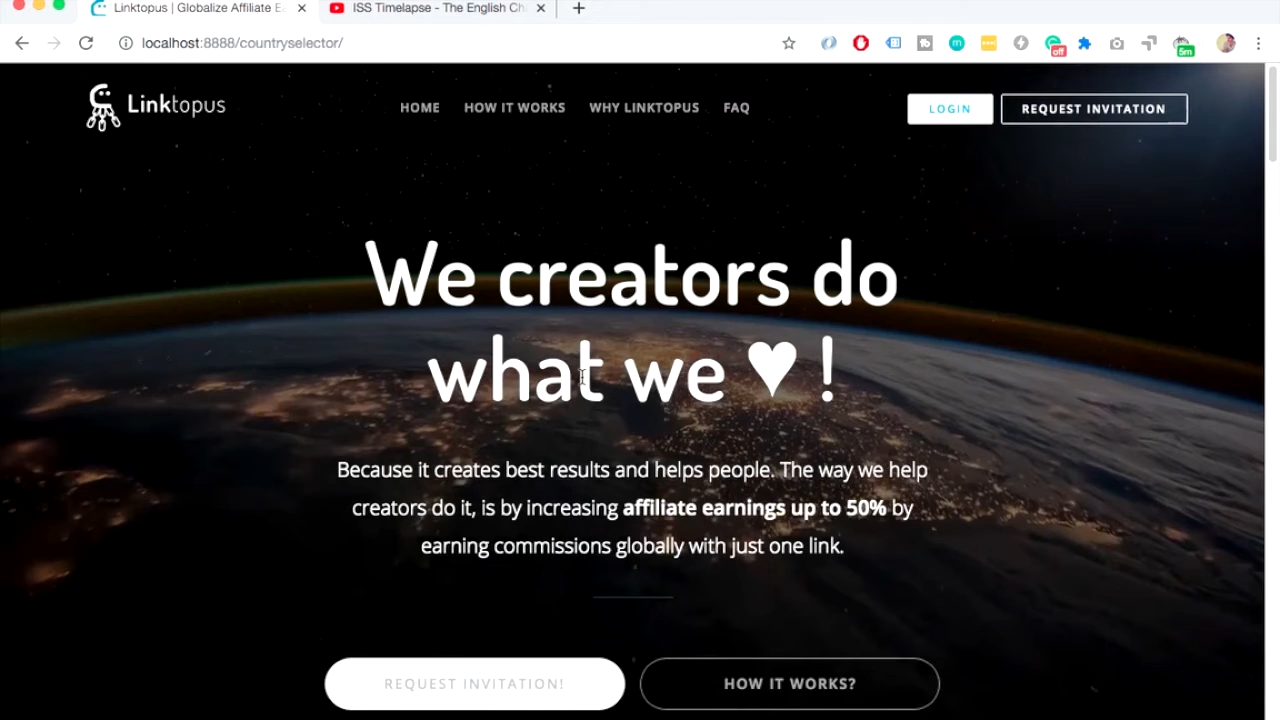 Linktopus | Globalize Affiliate E
ISS Timelapse - The English Ch
localhost:8888/countryselector/
off
5m
Linktopus
HOME
HOW IT WORKS
WHY LINKTOPUS
FAQ
LOGIN
REQUEST INVITATION
We creators do
what we ♥ !
Because it creates best results and helps people. The way we help
creators do it, is by increasing affiliate earnings up to 50% by
earning commissions globally with just one link.
REQUEST INVITATION!
HOW IT WORKS?